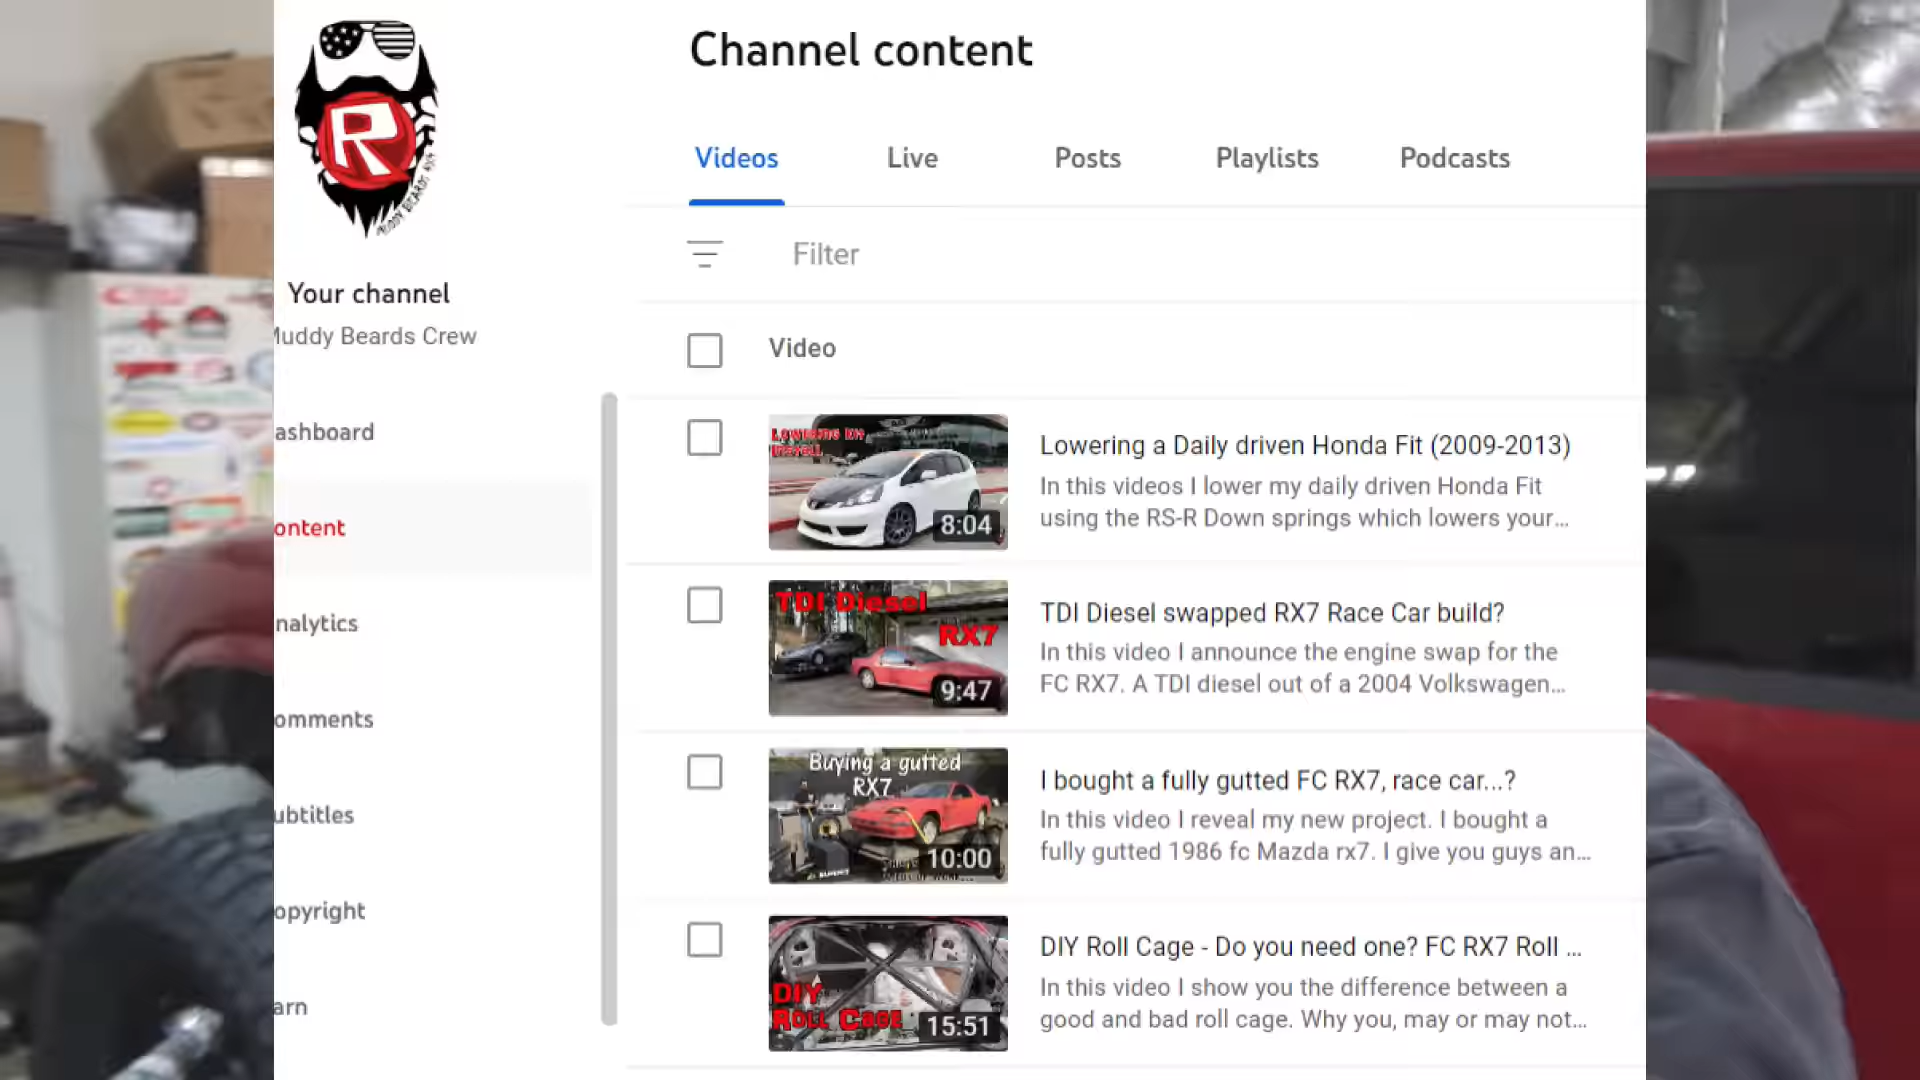 R
MUDDY BEARDS 4X4
Channel content
Videos
Live
Posts
Playlists
Podcasts
Filter
Your channel
uddy Beards Crew
ashboard
ontent
nalytics
omments
ubtitles
opyright
arn
Video
LOWERING KIT
INSTALL
8:04
Lowering a Daily driven Honda Fit (2009-2013)
In this videos I lower my daily driven Honda Fit
using the RS-R Down springs which lowers your...
TDI Diesel
RX7
9:47
TDI Diesel swapped RX7 Race Car build?
In this video I announce the engine swap for the
FC RX7. A TDI diesel out of a 2004 Volkswagen...
Buying a gutted
RX7
10:00
I bought a fully gutted FC RX7, race car...?
In this video I reveal my new project. I bought a
fully gutted 1986 fc Mazda rx7. I give you guys an...
DIY
ROLL CAGE
15:51
DIY Roll Cage - Do you need one? FC RX7 Roll ...
In this video I show you the difference between a
good and bad roll cage. Why you, may or may not...